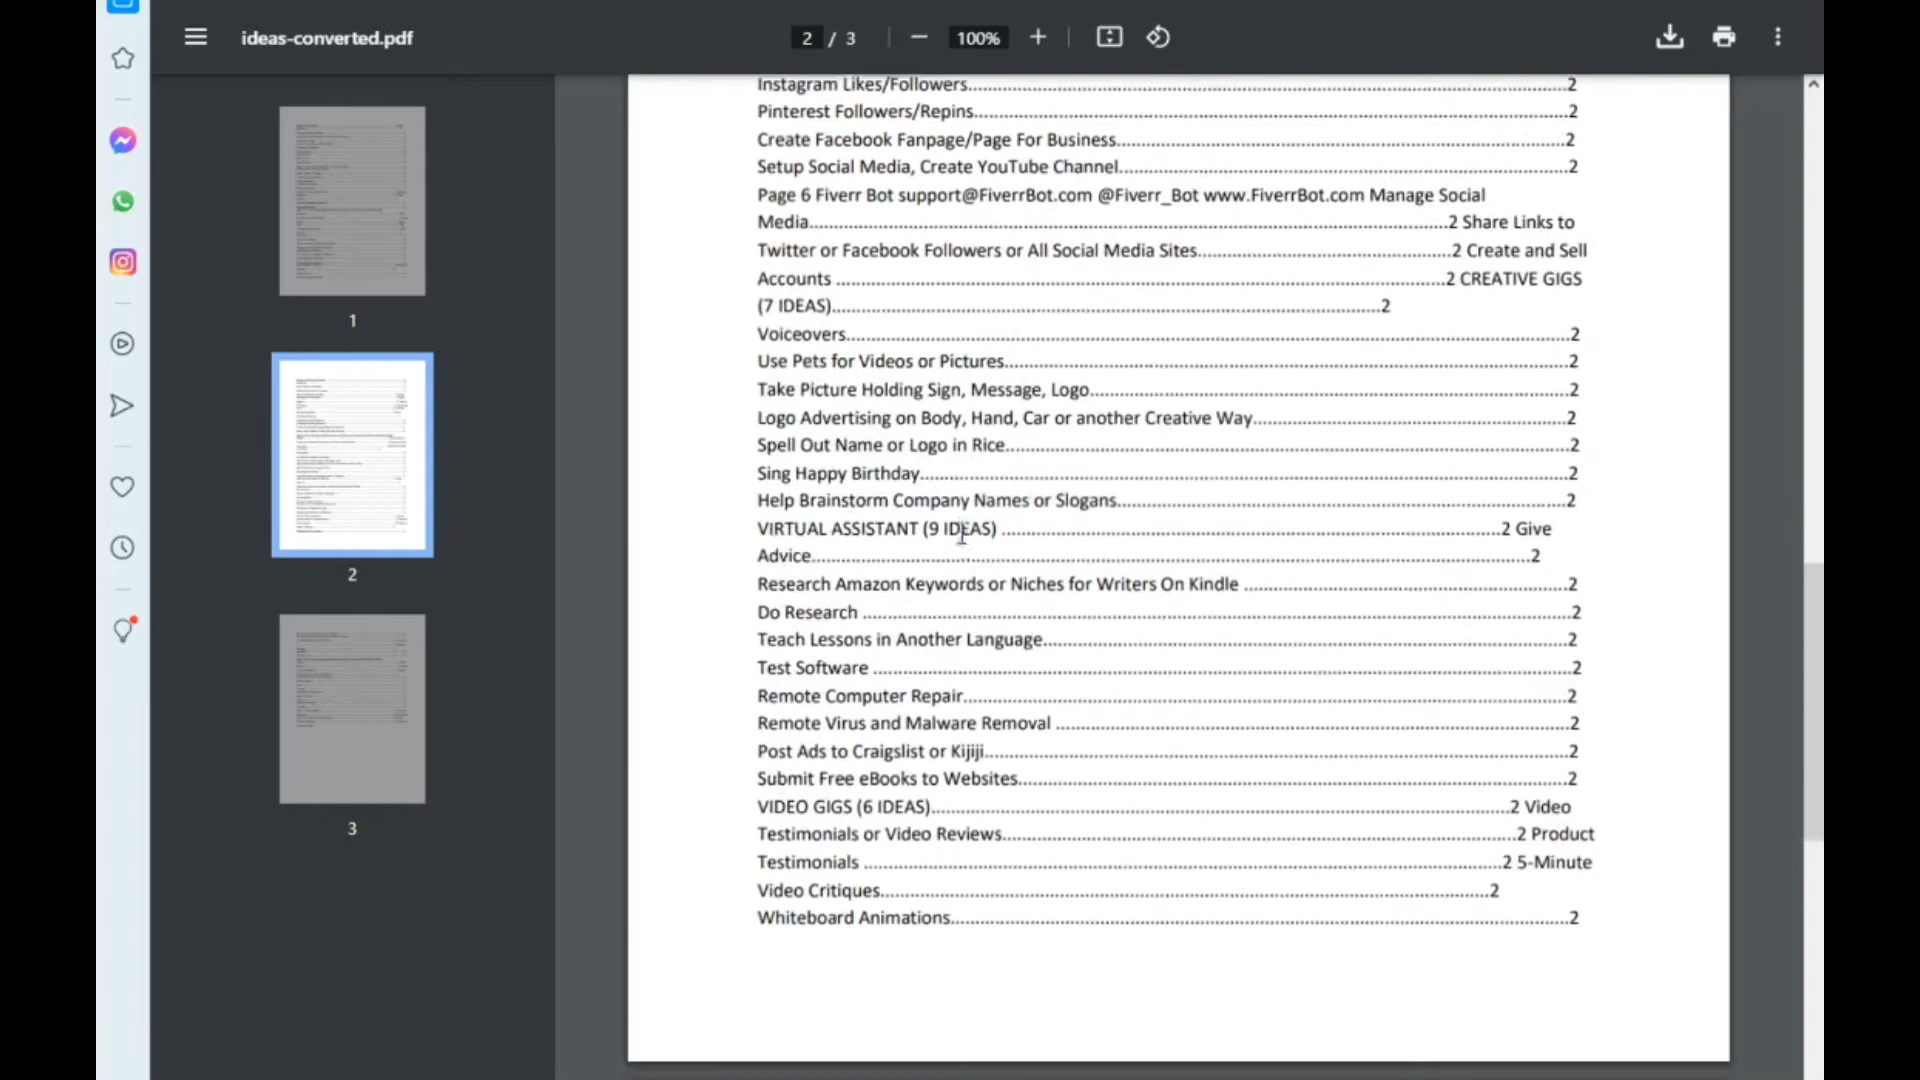 ideas-converted.pdf
2 / 3
100%
1
2
3
Instagram Likes/Followers..........2
Pinterest Followers/Repins..........2
Create Facebook Fanpage/Page For Business..........2
Setup Social Media, Create YouTube Channel..........2
Page 6 Fiverr Bot support@FiverrBot.com @Fiverr_Bot www.FiverrBot.com Manage Social
Media..........2 Share Links to
Twitter or Facebook Followers or All Social Media Sites..........2 Create and Sell
Accounts ..........2 CREATIVE GIGS
(7 IDEAS)..........2
Voiceovers..........2
Use Pets for Videos or Pictures..........2
Take Picture Holding Sign, Message, Logo..........2
Logo Advertising on Body, Hand, Car or another Creative Way..........2
Spell Out Name or Logo in Rice..........2
Sing Happy Birthday..........2
Help Brainstorm Company Names or Slogans..........2
VIRTUAL ASSISTANT (9 IDEAS) ..........2 Give
Advice..........2
Research Amazon Keywords or Niches for Writers On Kindle ..........2
Do Research ..........2
Teach Lessons in Another Language..........2
Test Software ..........2
Remote Computer Repair..........2
Remote Virus and Malware Removal ..........2
Post Ads to Craigslist or Kijiji..........2
Submit Free eBooks to Websites..........2
VIDEO GIGS (6 IDEAS)..........2 Video
Testimonials or Video Reviews..........2 Product
Testimonials ..........2 5-Minute
Video Critiques..........2
Whiteboard Animations..........2